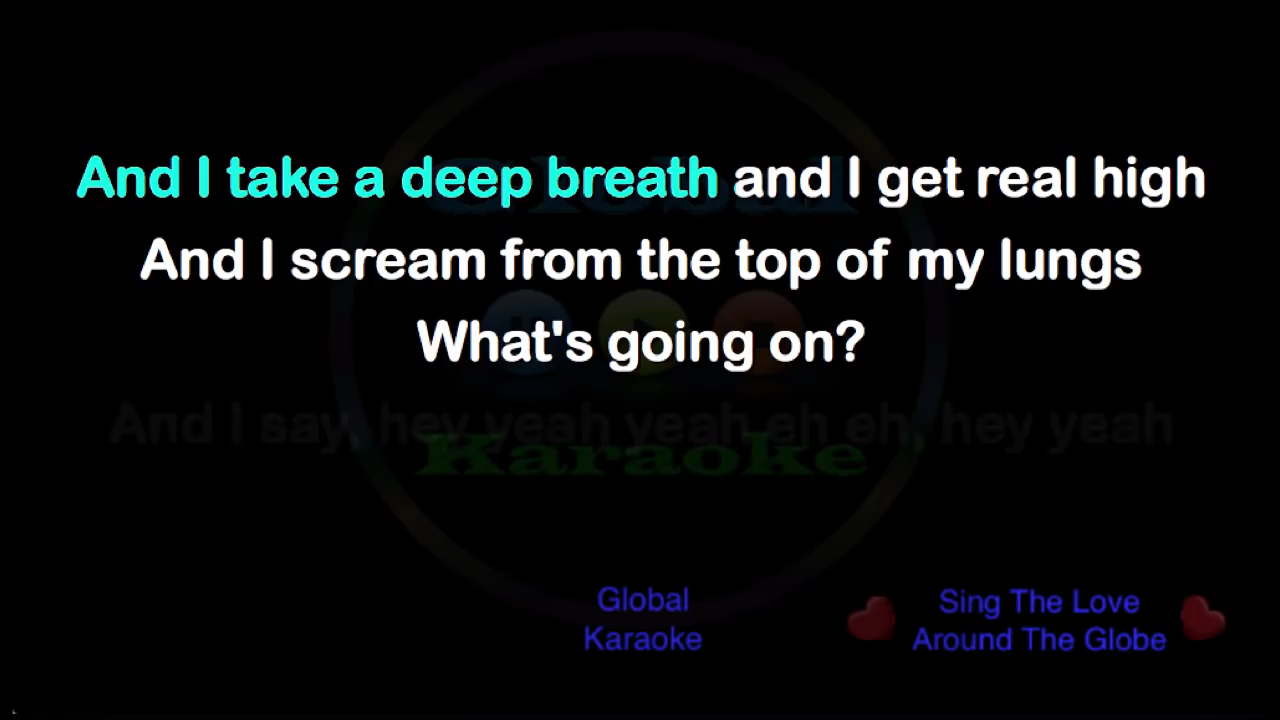 And I take a deep breath and I get real high
And I scream from the top of my lungs
What's going on?
And I say, hey yeah yeah eh eh, hey yeah
Global
Karaoke
Global
Karaoke
Sing The Love
Around The Globe